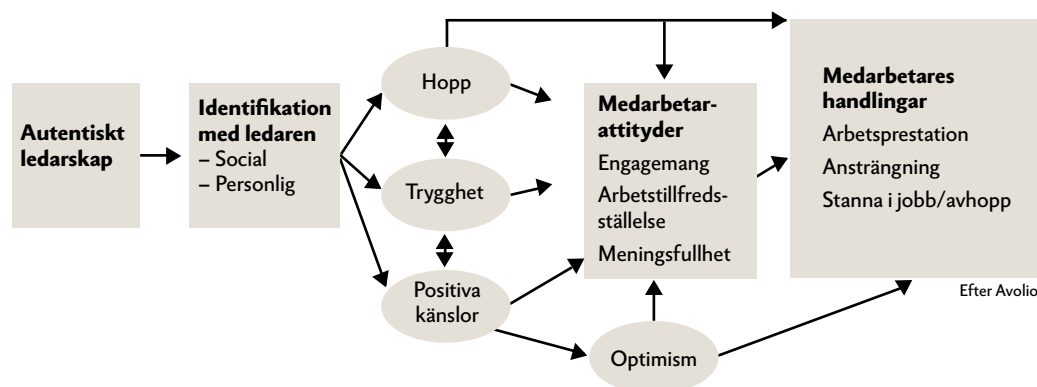 Autentiskt
ledarskap
Identifikation
med ledaren
– Social
– Personlig
Hopp
Trygghet
Positiva
känslor
Optimism
Medarbetar-
attityder
Engagemang
Arbetstillfreds-
ställelse
Meningsfullhet
Medarbetares
handlingar
Arbetsprestation
Ansträngning
Stanna i jobb/avhopp
Efter Avolio